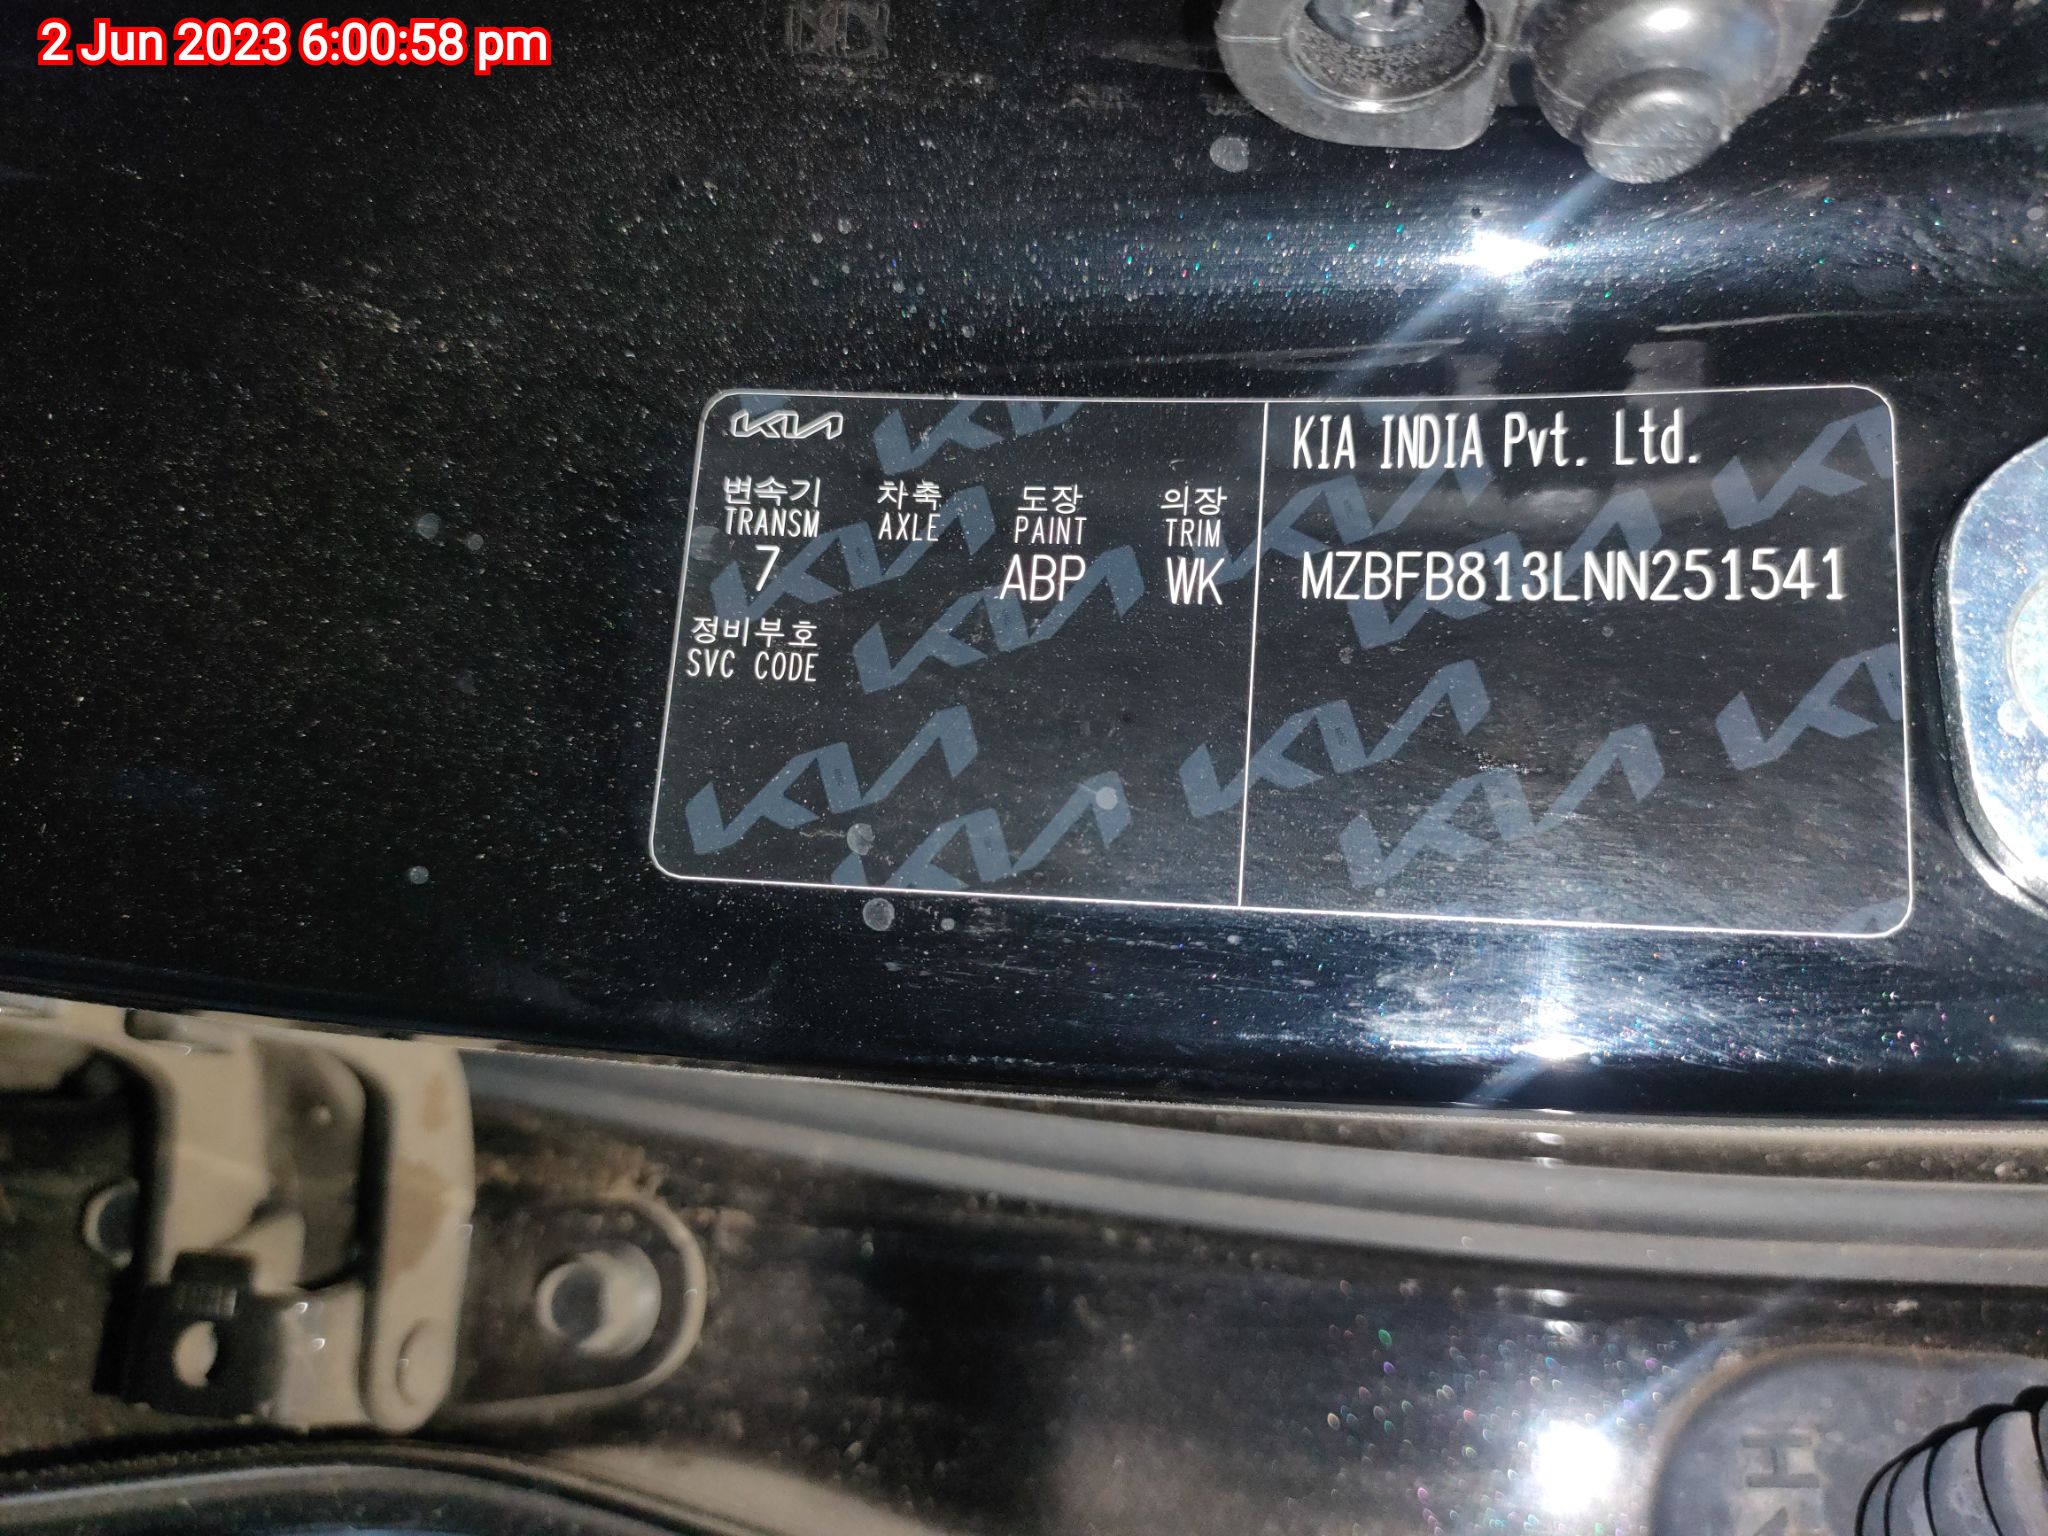 2 Jun 2023 6:00:58 pm
KIA
KIA INDIA Pvt. Ltd.
변속기 차축 도장 의장
TRANSM AXLE PAINT TRIM
7 ABP WK
MZBFB813LNN251541
정비부호
SVC CODE